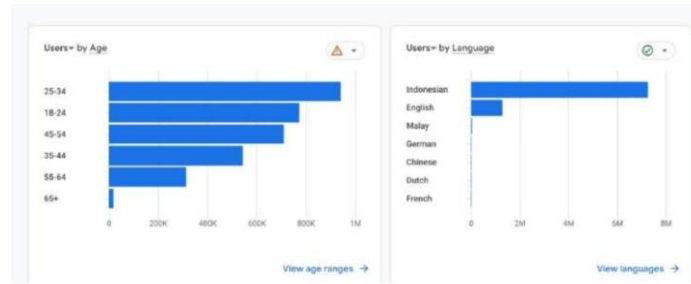 Users by Age
25-34
18-24
45-54
35-44
55-64
65+
0 200K 400K 600K 800K 1M
View age ranges →
Users by Language
Indonesian
English
Malay
German
Chinese
Dutch
French
0 2M 4M 6M 8M
View languages →